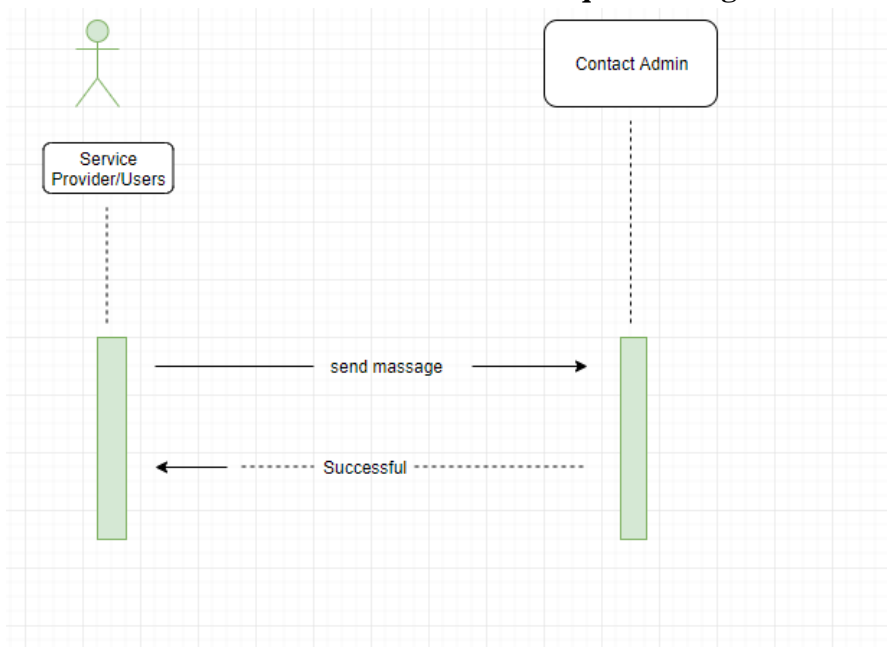 Contact Admin
Service
Provider/Users
send massage
Successful